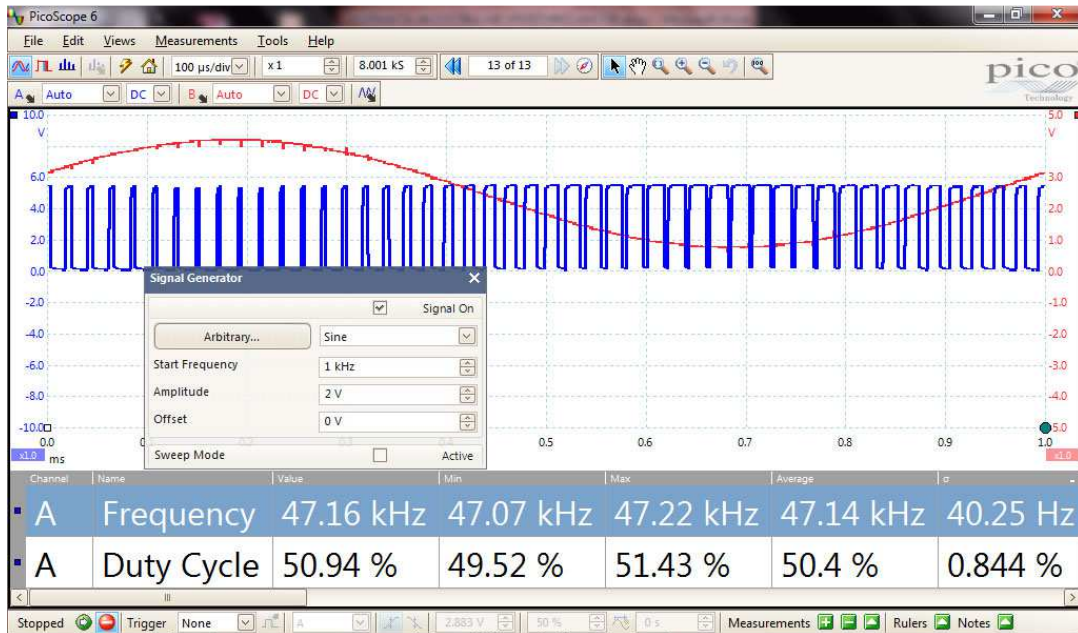 PicoScope 6
File Edit Views Measurements Tools Help
100 µs/div x 1 8.001 kS 13 of 13
pico
Technology
A Auto DC B Auto DC
10.0 5.0
V V
6.0 3.0
4.0 2.0
2.0 1.0
0.0 0.0
Signal Generator
-2.0 Signal On -1.0
Arbitrary... Sine
-4.0 -2.0
Start Frequency 1 kHz
-6.0 -3.0
Amplitude 2 V
-8.0 -4.0
Offset 0 V
-10.0 -5.0
0.0 0.5 0.6 0.7 0.8 0.9 1.0
x1.0 ms Sweep Mode Active x1.0
Channel Name Value Min Max Average σ
A Frequency 47.16 kHz 47.07 kHz 47.22 kHz 47.14 kHz 40.25 Hz
A Duty Cycle 50.94 % 49.52 % 51.43 % 50.4 % 0.844 %
Stopped Trigger None A 2.883 V 50 % 0 s Measurements Rulers Notes